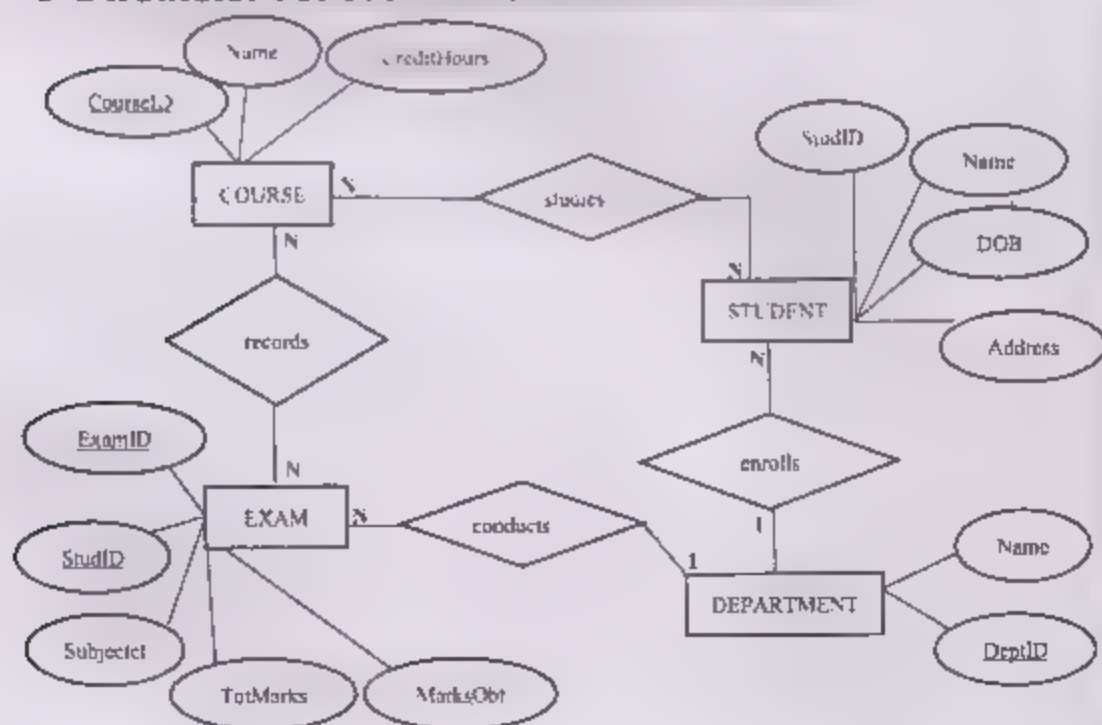 Name
CreditHours
CourseID
StudID
Name
COURSE
N
studies
DOB
N
N
STUDENT
records
Address
N
ExamID
enrolls
N
EXAM
N
conducts
1
Name
StudID
1
DEPARTMENT
Subjectct
DeptID
TotMarks
MarksObt